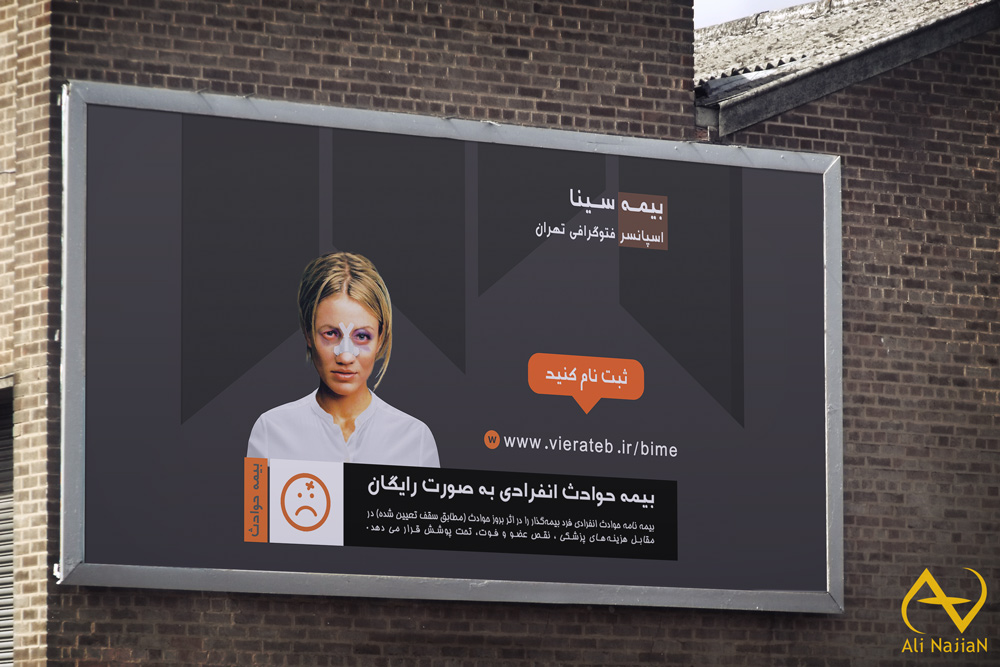 بیمه سینا
اسپانسر فتوگرافی تهران
ثبت نام کنید
w www.vierateb.ir/bime
بیمه حوادث
بیمه حوادث انفرادی به صورت رایگان
بیمه نامه حوادث انفرادی فرد بیمه‌گذار را در اثر بروز حوادث (مطابق سقف تعیین شده) در
مقابل هزینه‌های پزشکی ، نقص عضو و فوت، تحت پوشش قرار می دهد.
Ali NajiaN